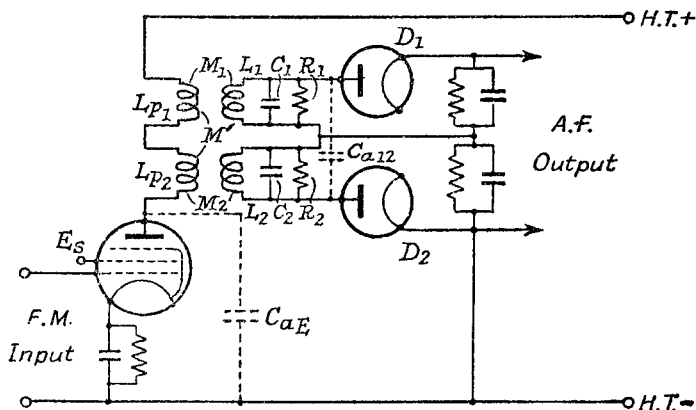 H.T.+
D1
M1 L1 C1 R1
Lp1
M
A.F.
Output
Ca12
Lp2
M2 L2 C2 R2
D2
Es
CaE
F.M.
Input
H.T.-